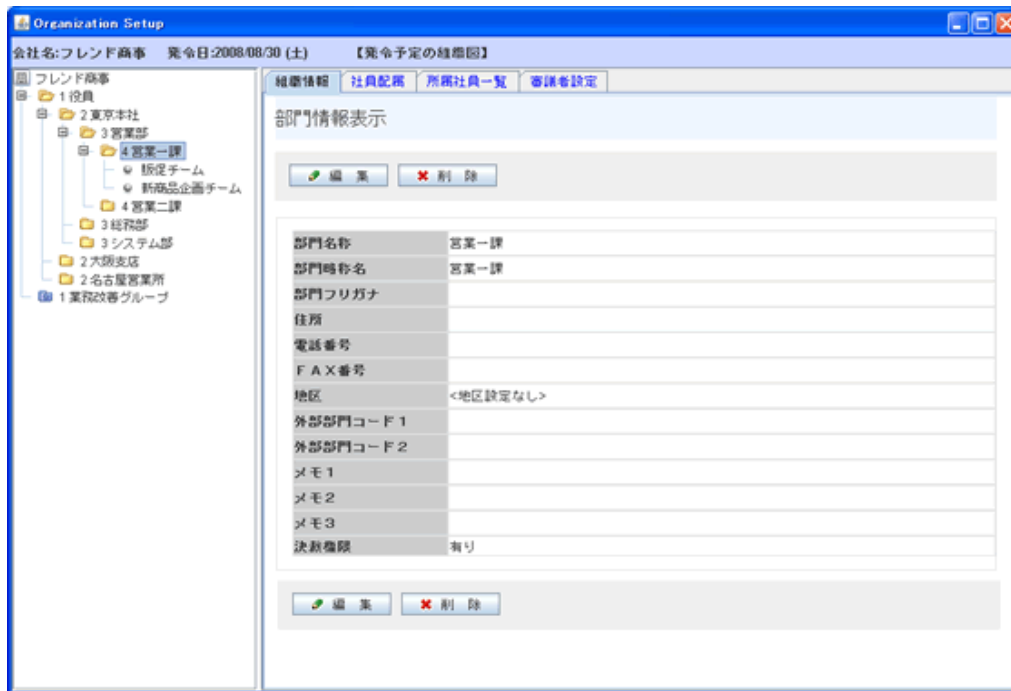 Organization Setup
会社名:フレンド商事　発令日:2008/08/30 (土)　【発令予定の組織図】
フレンド商事
1 役員
2 東京本社
3 営業部
4 営業一課
販促チーム
新商品企画チーム
4 営業二課
3 総務部
3 システム部
2 大阪支店
2 名古屋営業所
1 業務改善グループ
組織情報　社員配属　所属社員一覧　審議者設定
部門情報表示
編 集　削 除
部門名称　営業一課
部門略称名　営業一課
部門フリガナ
住所
電話番号
ＦＡＸ番号
地区　<地区設定なし>
外部部門コード１
外部部門コード２
メモ１
メモ２
メモ３
決裁権限　有り
編 集　削 除